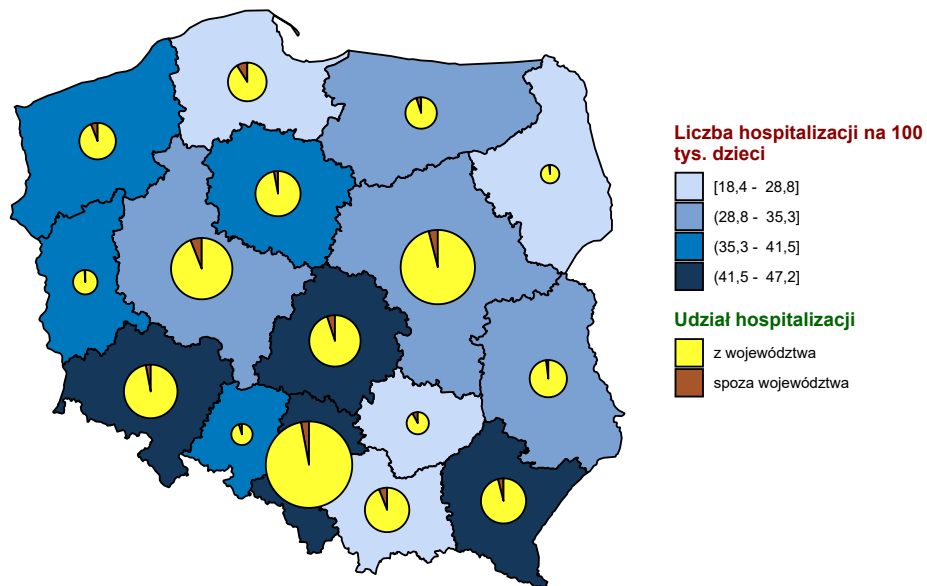 Liczba hospitalizacji na 100
tys. dzieci
[18,4 - 28,8]
(28,8 - 35,3]
(35,3 - 41,5]
(41,5 - 47,2]
Udział hospitalizacji
z województwa
spoza województwa